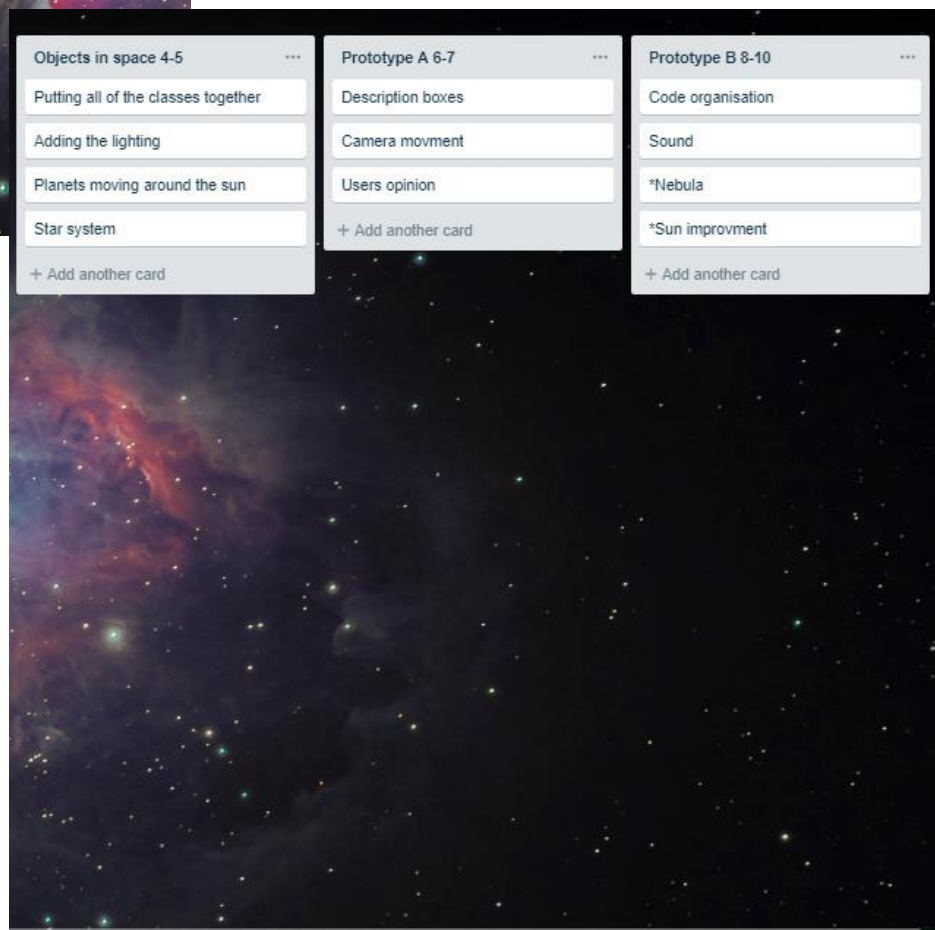 Objects in space 4-5
Putting all of the classes together
Adding the lighting
Planets moving around the sun
Star system
+ Add another card
Prototype A 6-7
Description boxes
Camera movment
Users opinion
+ Add another card
Prototype B 8-10
Code organisation
Sound
*Nebula
*Sun improvment
+ Add another card